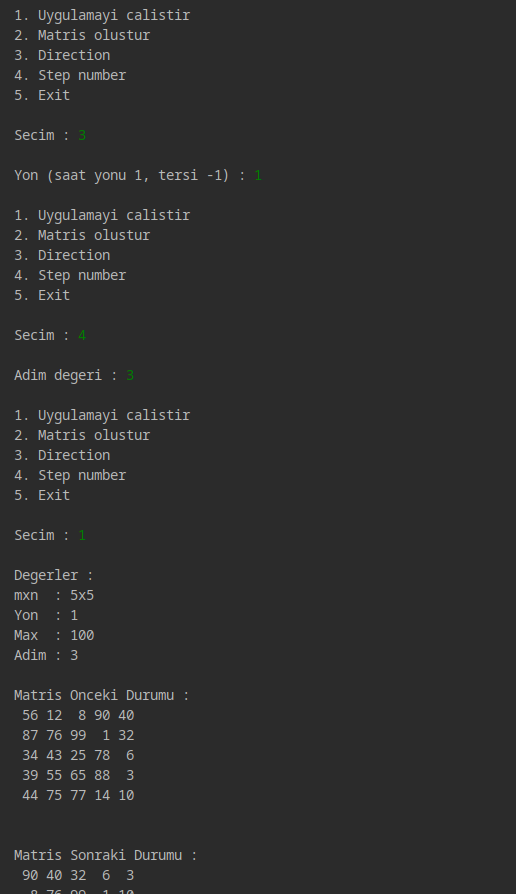 1. Uygulamayi calistir
2. Matris olustur
3. Direction
4. Step number
5. Exit
Secim : 3
Yon (saat yonu 1, tersi -1) : 1
1. Uygulamayi calistir
2. Matris olustur
3. Direction
4. Step number
5. Exit
Secim : 4
Adim degeri : 3
1. Uygulamayi calistir
2. Matris olustur
3. Direction
4. Step number
5. Exit
Secim : 1
Degerler :
mxn  : 5x5
Yon  : 1
Max  : 100
Adim : 3
Matris Onceki Durumu :
56 12  8 90 40
87 76 99  1 32
34 43 25 78  6
39 55 65 88  3
44 75 77 14 10
Matris Sonraki Durumu :
90 40 32  6  3
8 76 99  1 10